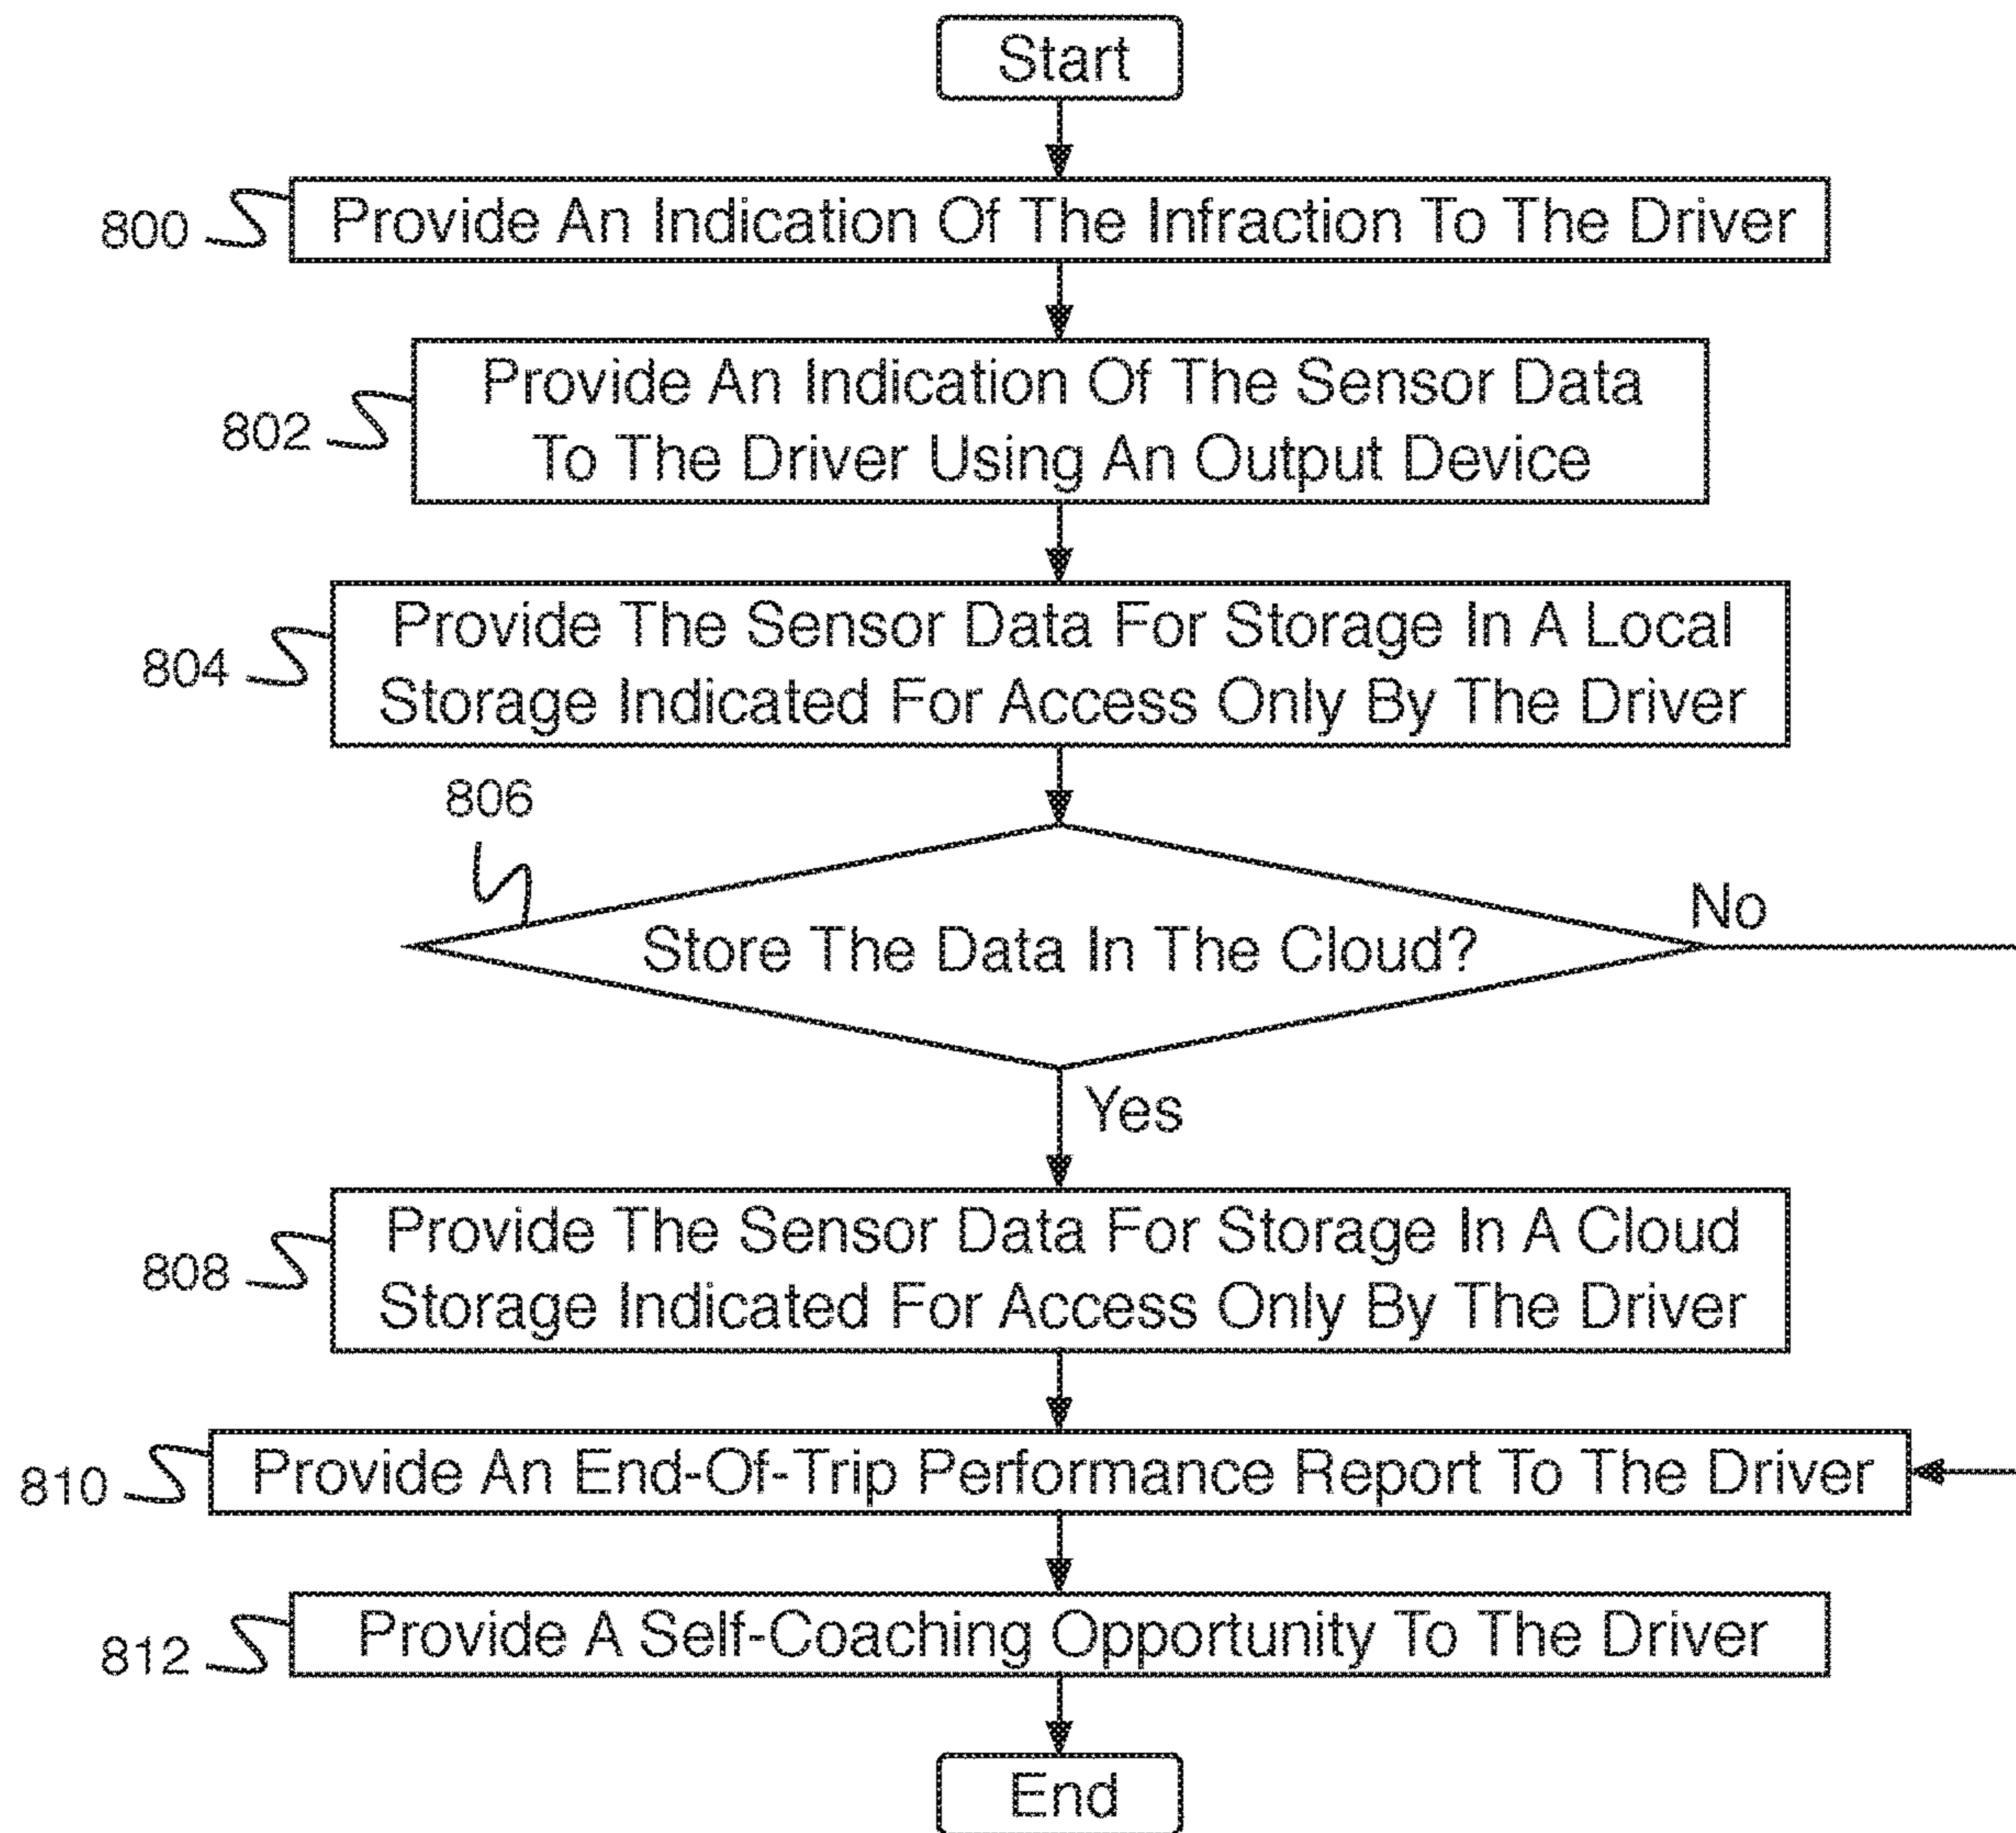 Start
800
Provide An Indication Of The Infraction To The Driver
802
Provide An Indication Of The Sensor Data
To The Driver Using An Output Device
804
Provide The Sensor Data For Storage In A Local
Storage Indicated For Access Only By The Driver
806
Store The Data In The Cloud?
No
Yes
808
Provide The Sensor Data For Storage In A Cloud
Storage Indicated For Access Only By The Driver
810
Provide An End-Of-Trip Performance Report To The Driver
812
Provide A Self-Coaching Opportunity To The Driver
End